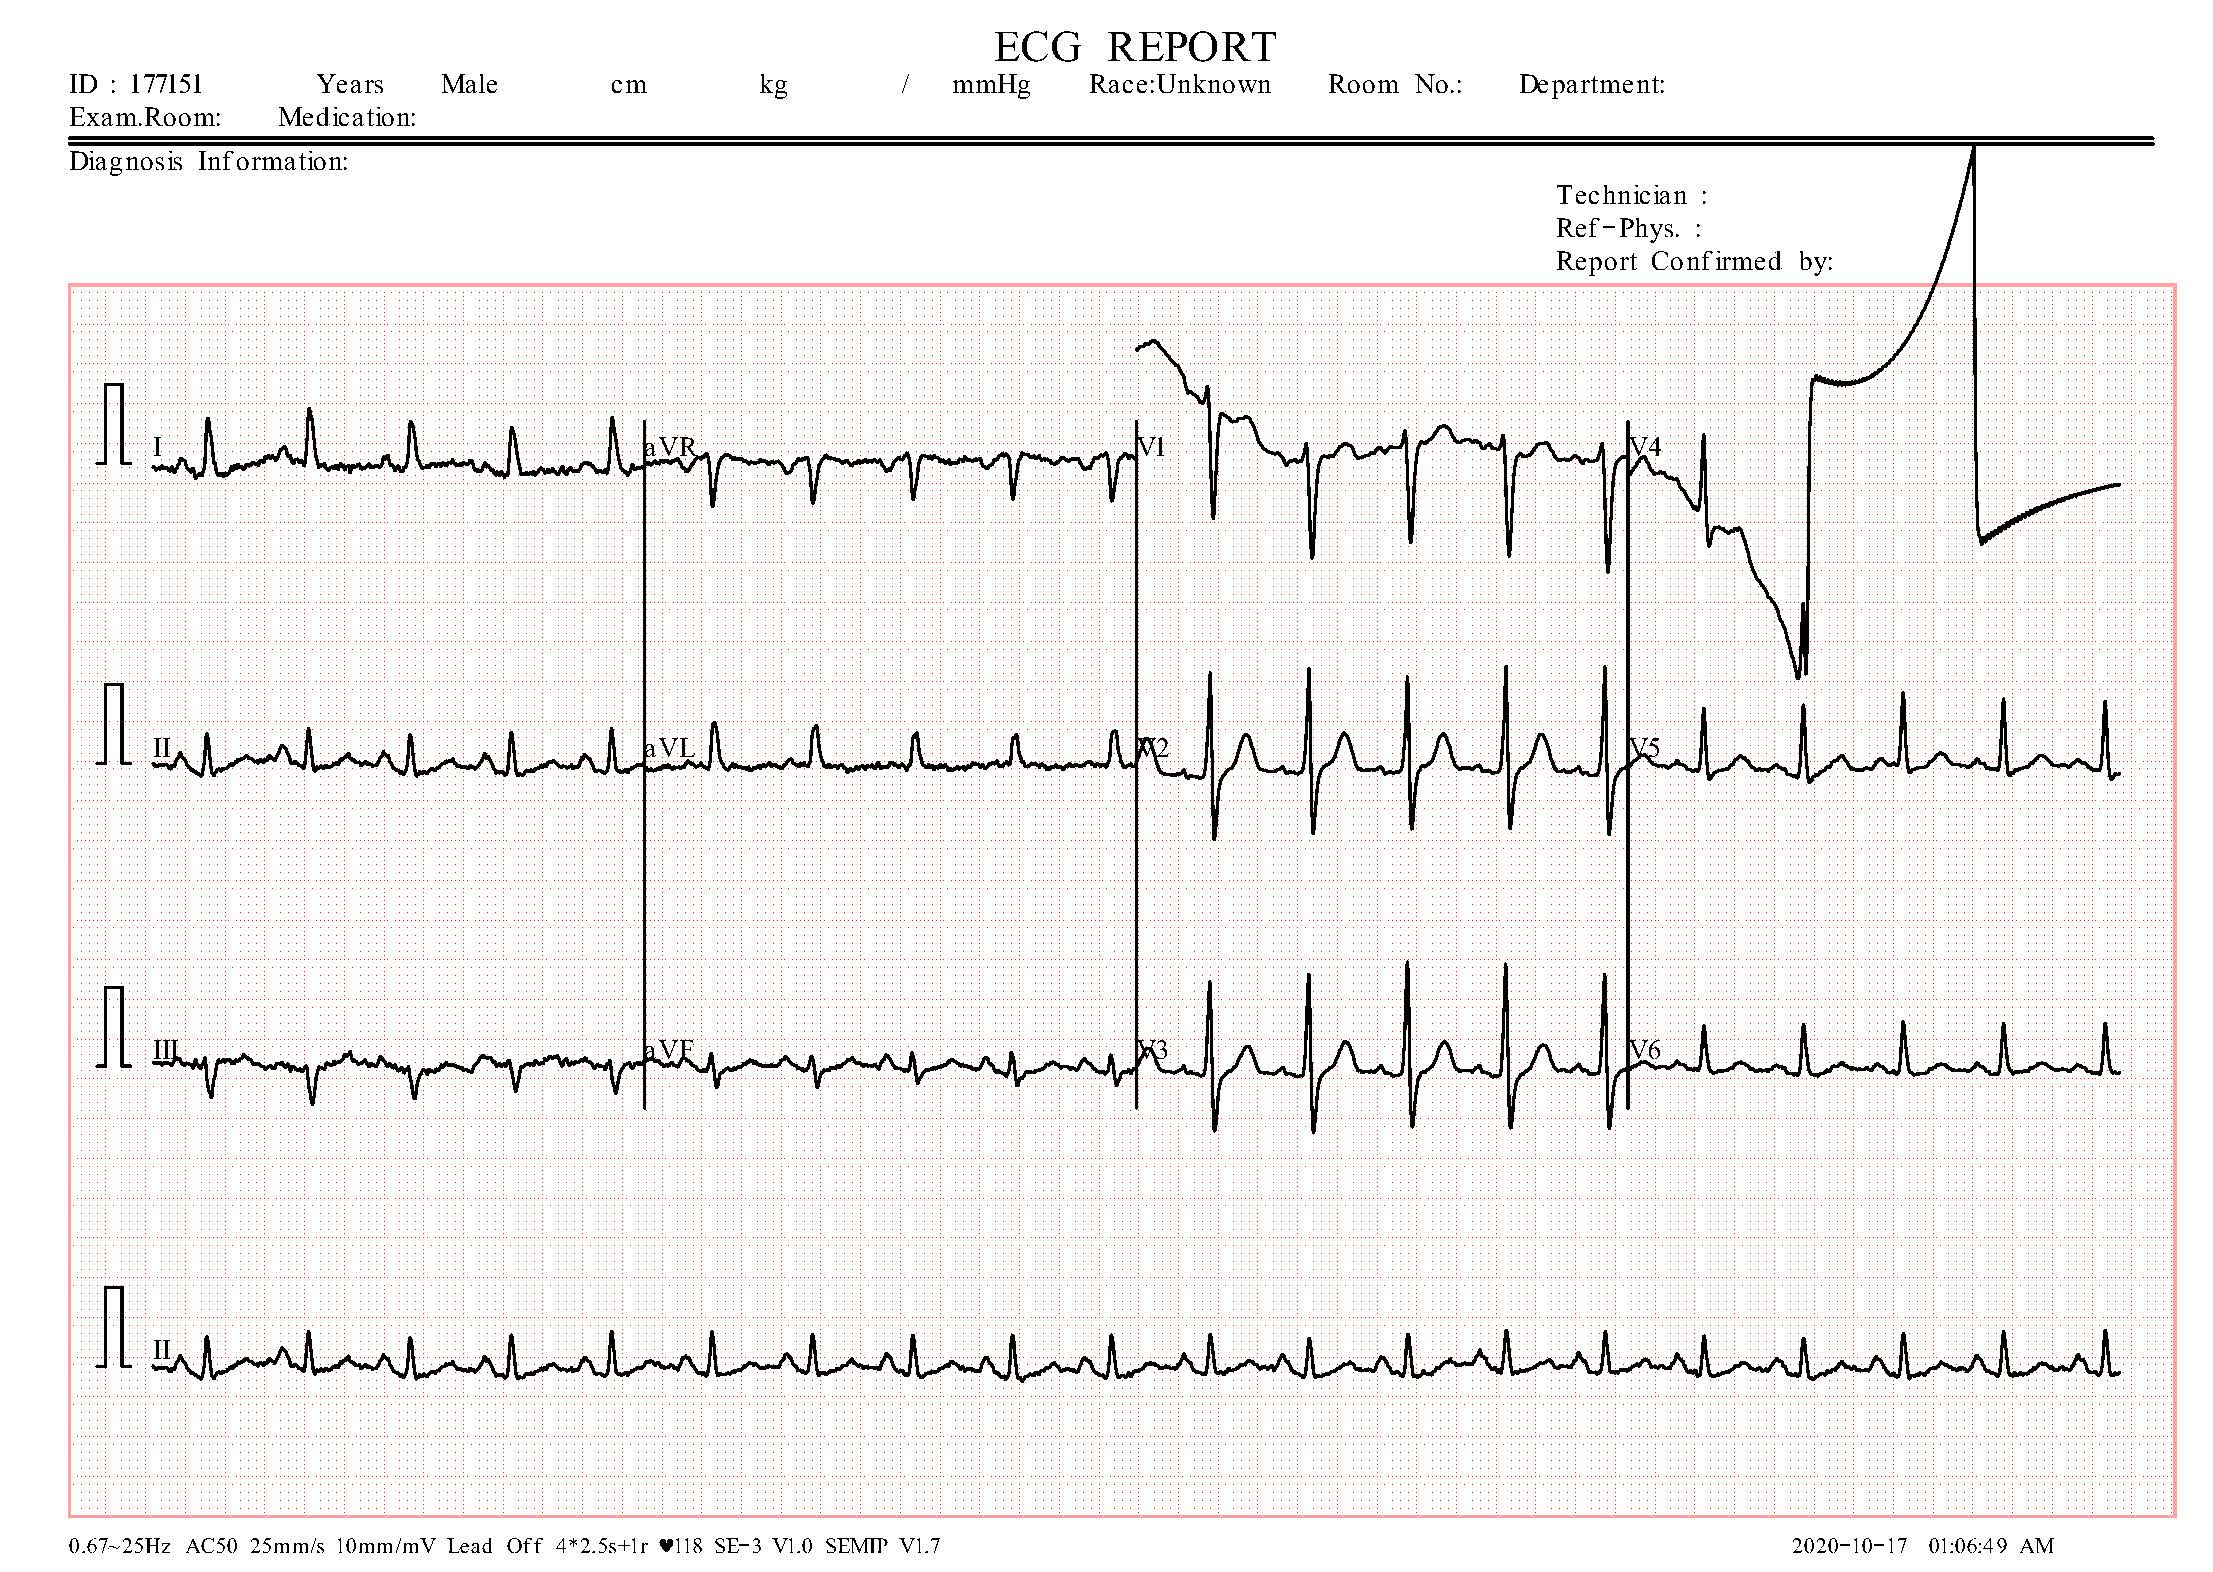 ECG REPORT
ID : 177151 Years Male cm kg / mmHg Race:Unknown Room No.: Department:
Exam.Room: Medication:
Diagnosis Information:
Technician :
Ref-Phys. :
Report Confirmed by:
I aVR V1 V4
II aVL V2 V5
III aVF V3 V6
II
0.67~25Hz AC50 25mm/s 10mm/mV Lead Off 4*2.5s+1r ♥118 SE-3 V1.0 SEMIP V1.7
2020-10-17 01:06:49 AM